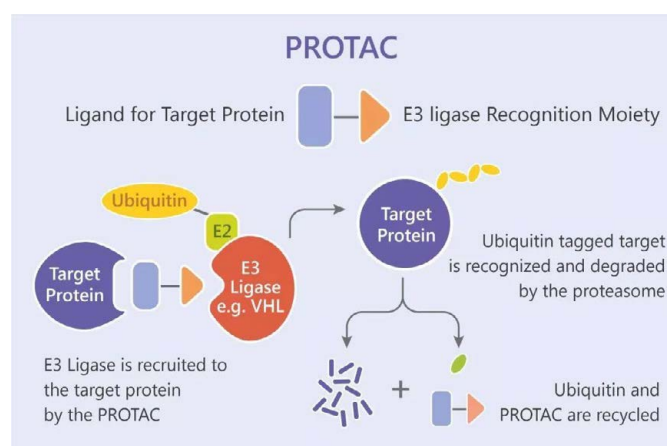 PROTAC
Ligand for Target Protein
E3 ligase Recognition Moiety
Ubiquitin
E2
Target
Protein
E3
Ligase
e.g. VHL
Target
Protein
Ubiquitin tagged target
is recognized and degraded
by the proteasome
E3 Ligase is recruited to
the target protein
by the PROTAC
+
Ubiquitin and
PROTAC are recycled